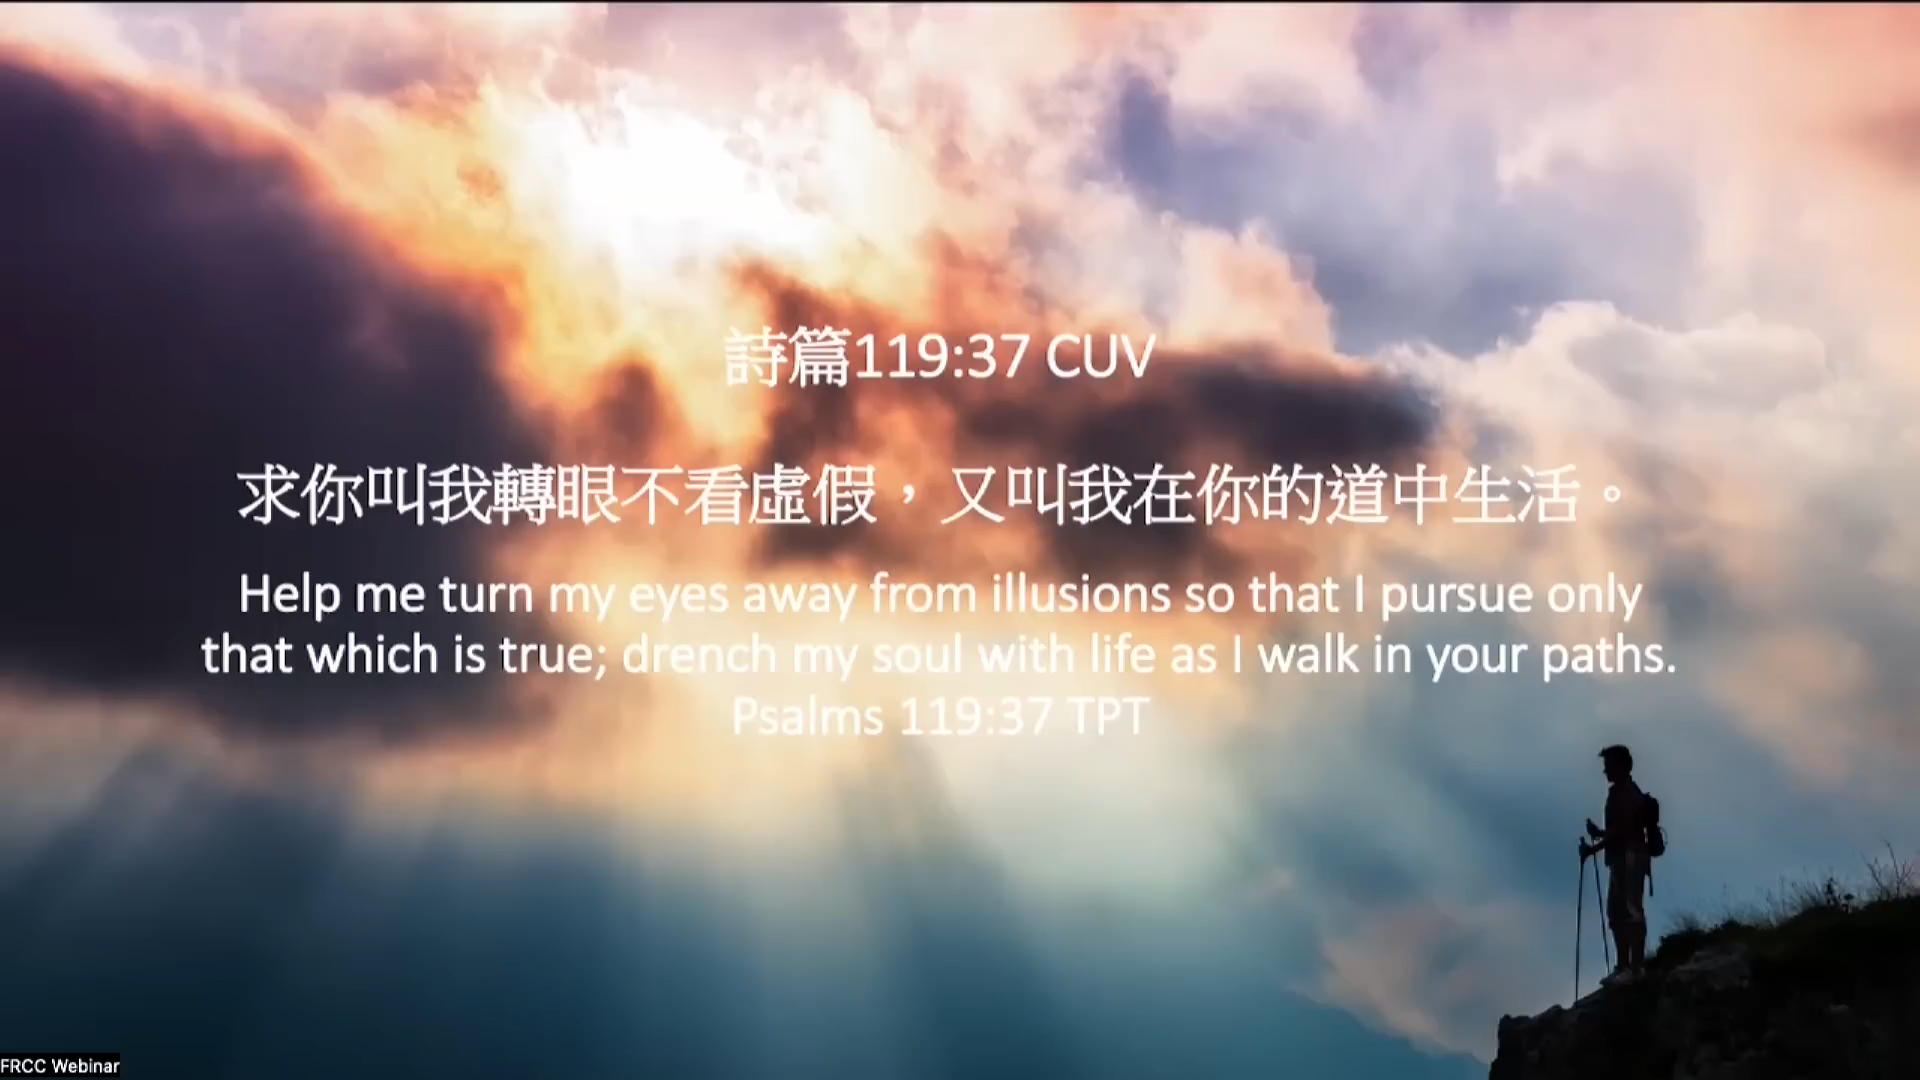 詩篇119:37 CUV
求你叫我轉眼不看虛假，又叫我在你的道中生活。
Help me turn my eyes away from illusions so that I pursue only
that which is true; drench my soul with life as I walk in your paths.
Psalms 119:37 TPT
FRCC Webinar